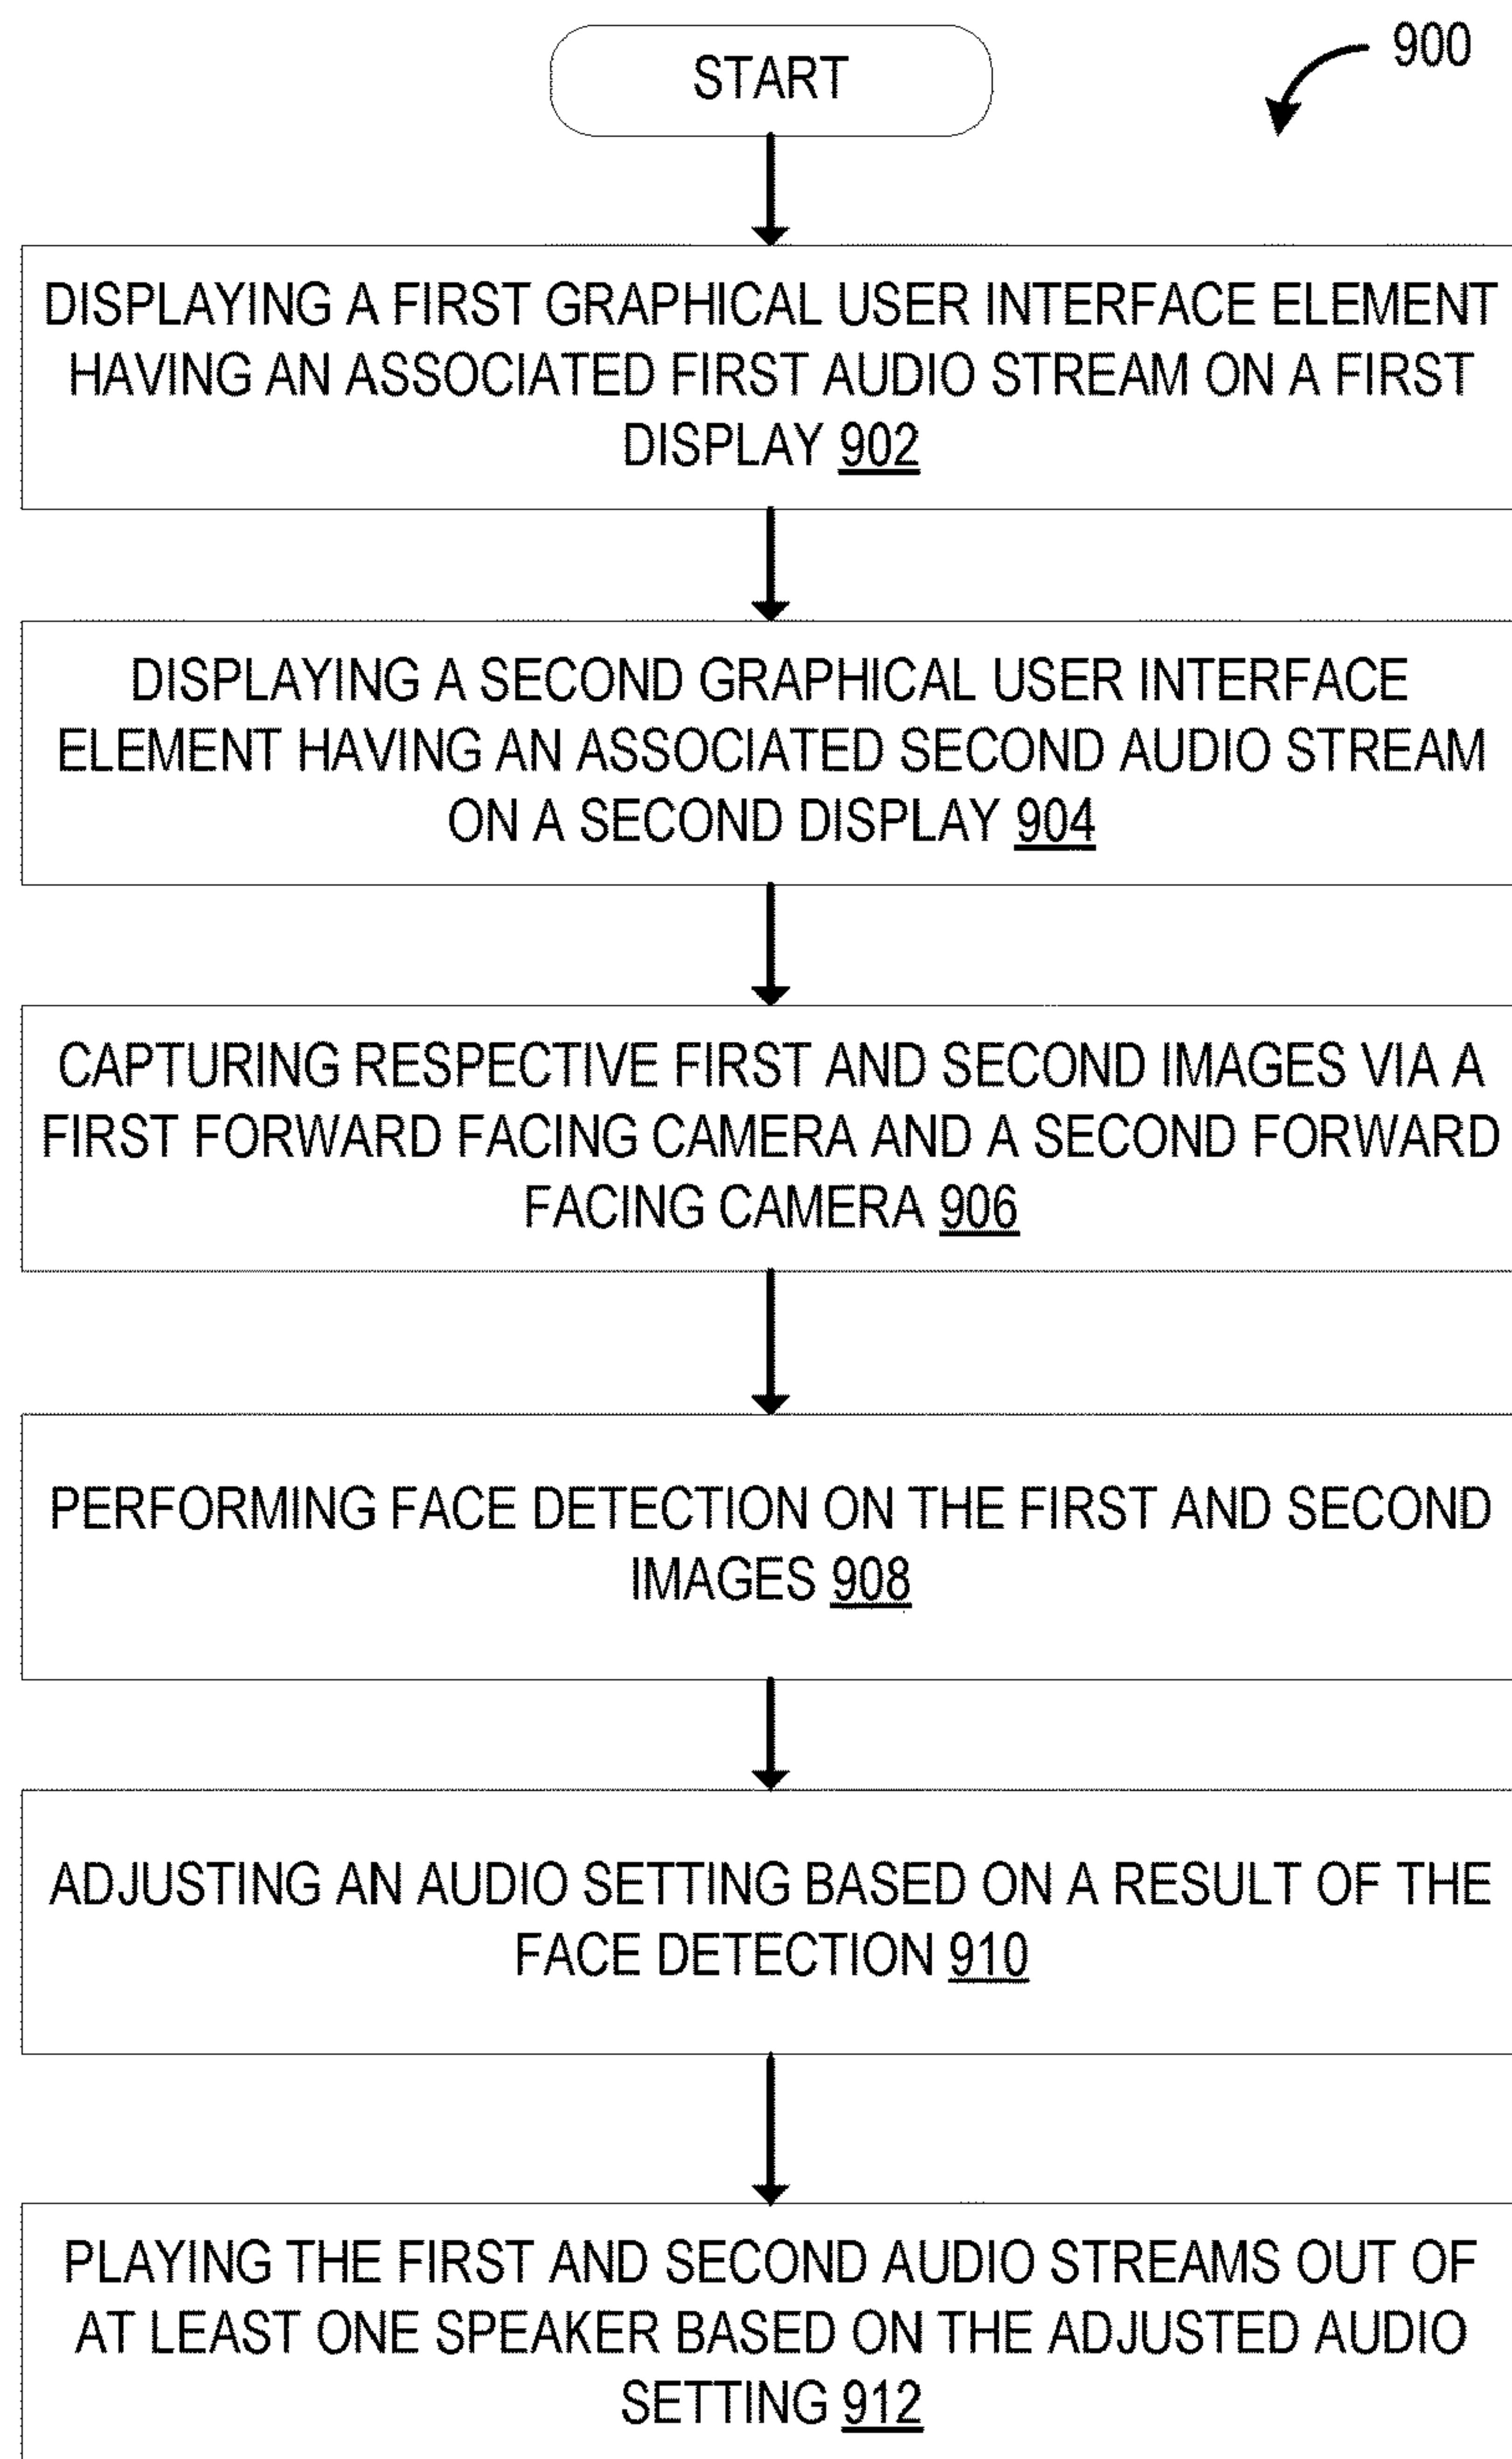 START
900
DISPLAYING A FIRST GRAPHICAL USER INTERFACE ELEMENT
HAVING AN ASSOCIATED FIRST AUDIO STREAM ON A FIRST
DISPLAY 902
DISPLAYING A SECOND GRAPHICAL USER INTERFACE
ELEMENT HAVING AN ASSOCIATED SECOND AUDIO STREAM
ON A SECOND DISPLAY 904
CAPTURING RESPECTIVE FIRST AND SECOND IMAGES VIA A
FIRST FORWARD FACING CAMERA AND A SECOND FORWARD
FACING CAMERA 906
PERFORMING FACE DETECTION ON THE FIRST AND SECOND
IMAGES 908
ADJUSTING AN AUDIO SETTING BASED ON A RESULT OF THE
FACE DETECTION 910
PLAYING THE FIRST AND SECOND AUDIO STREAMS OUT OF
AT LEAST ONE SPEAKER BASED ON THE ADJUSTED AUDIO
SETTING 912